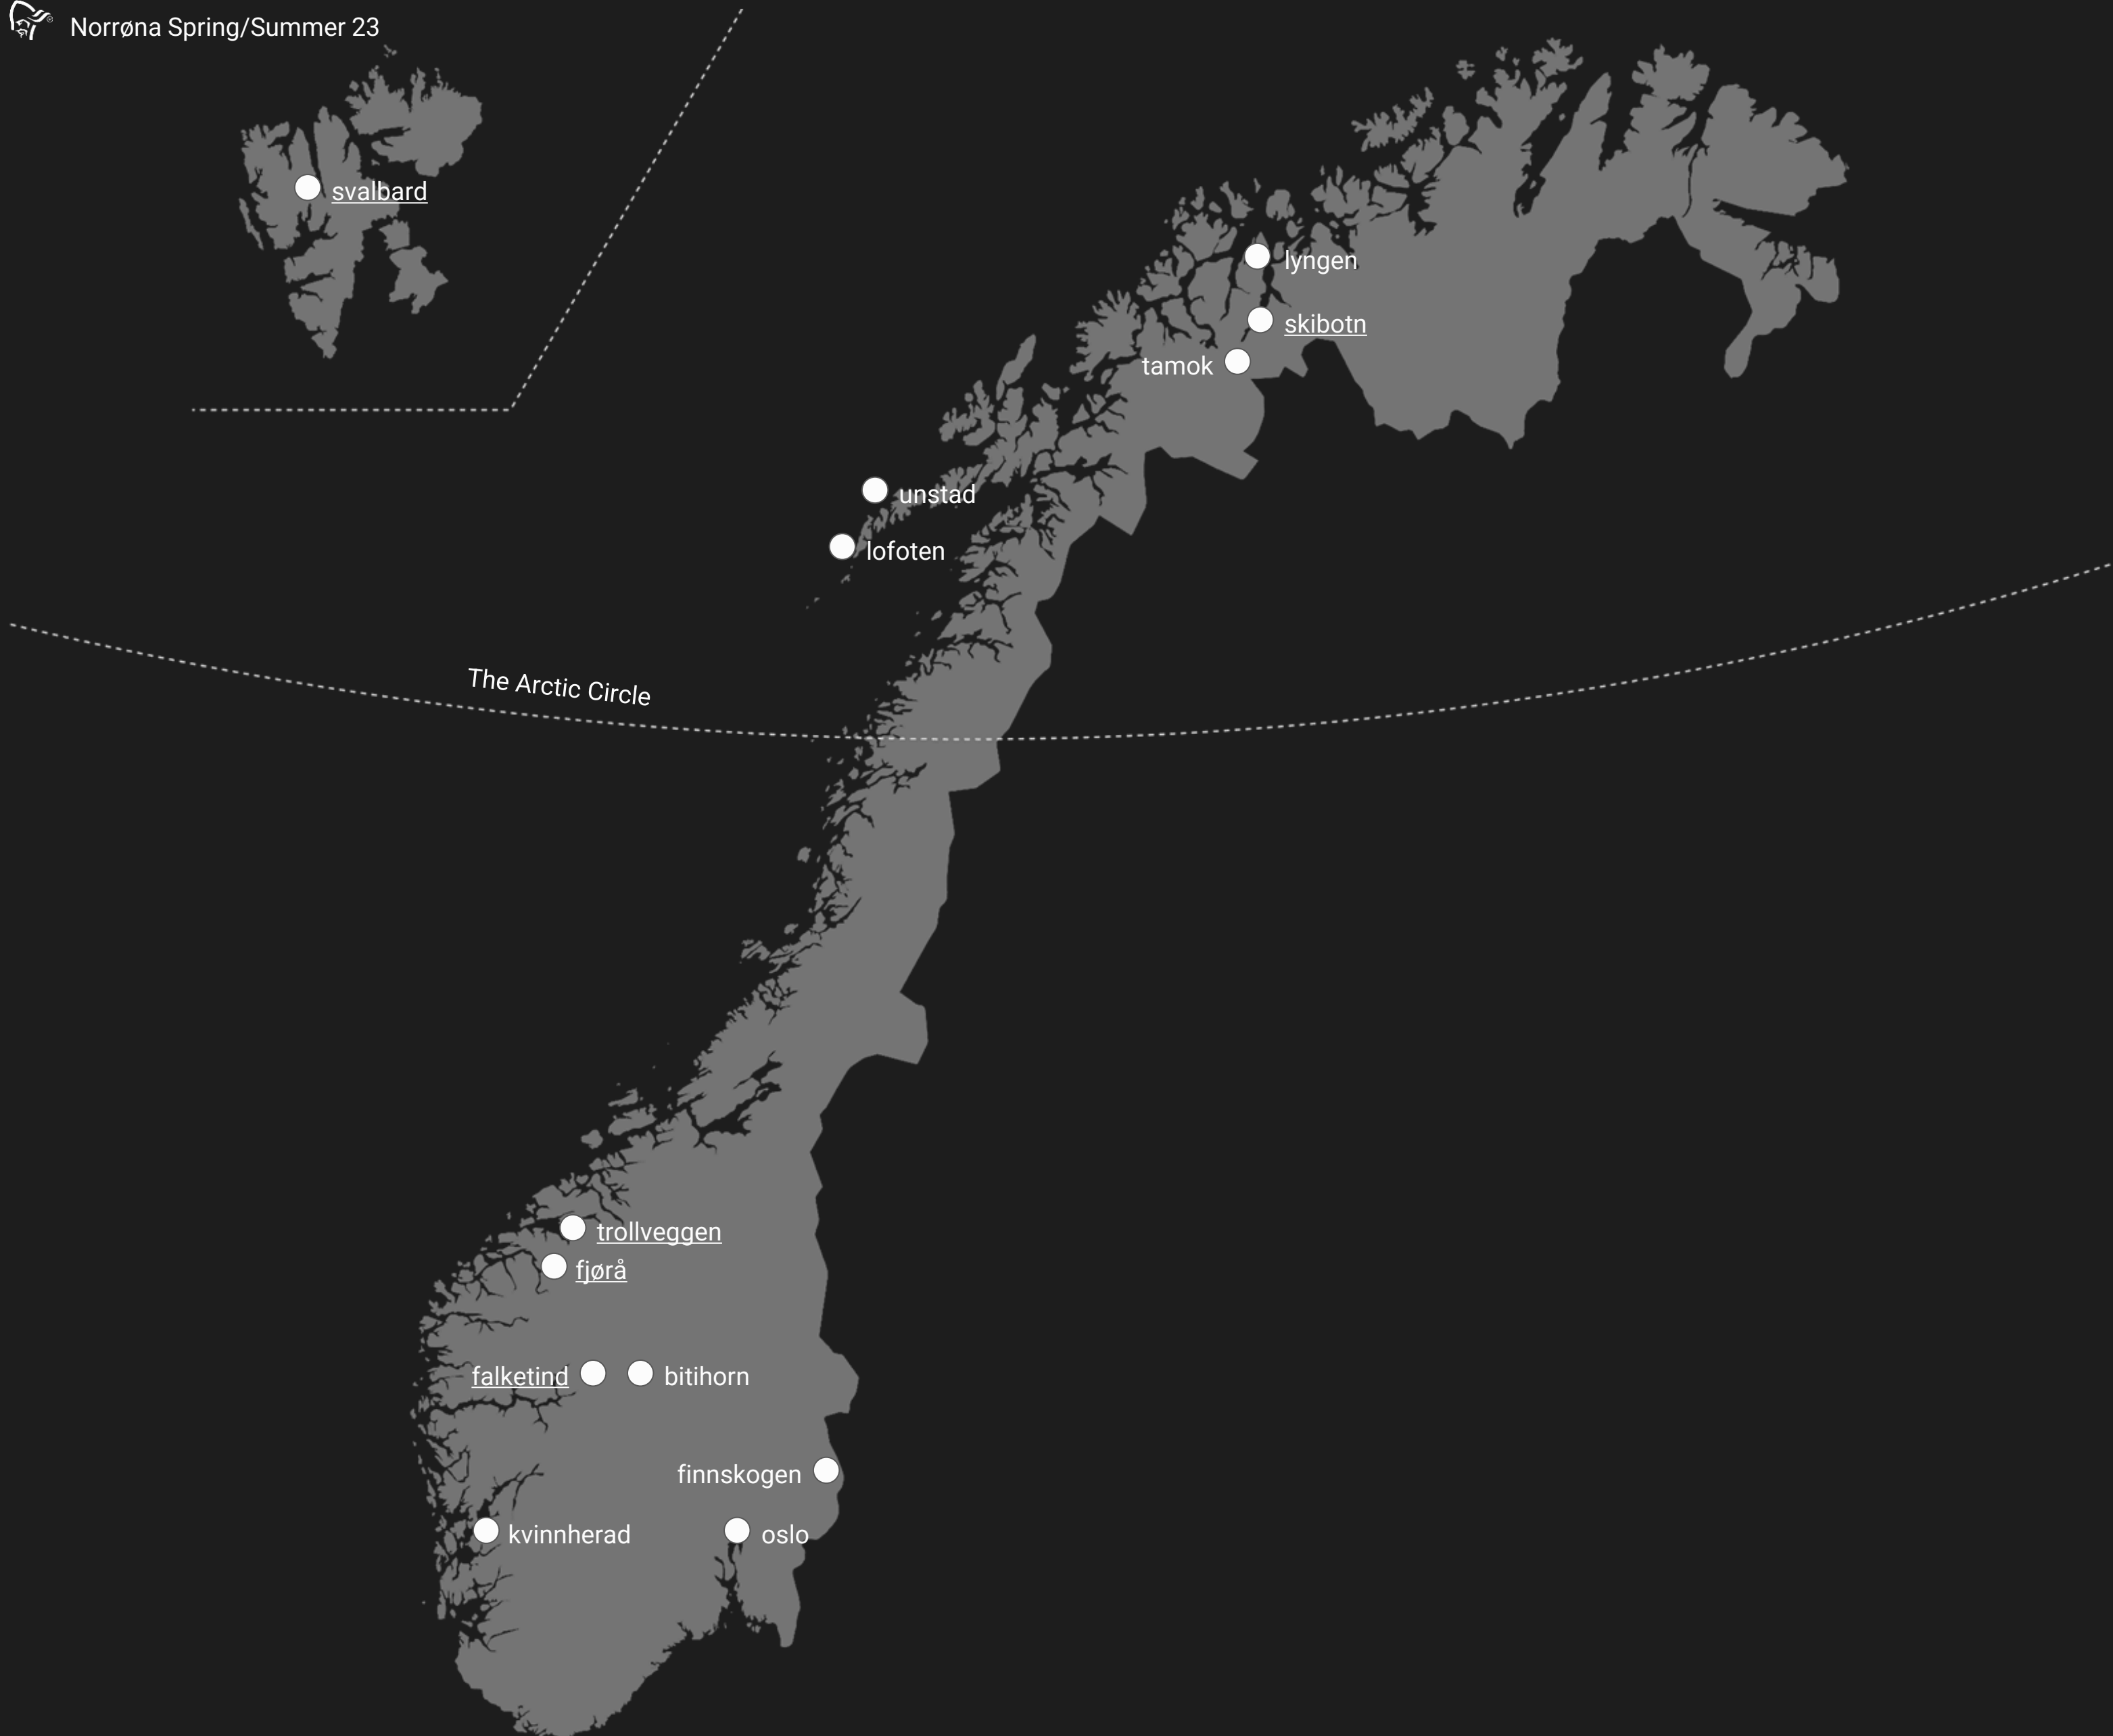 Norrøna Spring/Summer 23
svalbard
lyngen
skibotn
tamok
unstad
lofoten
The Arctic Circle
trollveggen
fjørå
falketind
bitihorn
finnskogen
kvinnherad
oslo